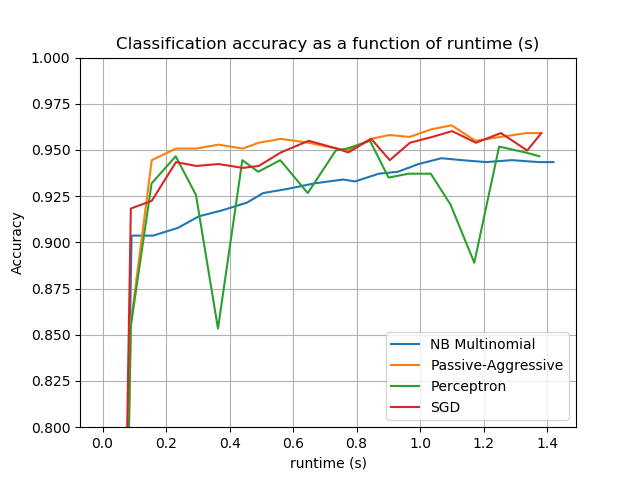 Classification accuracy as a function of runtime (s)
1.000
0.975
0.950
0.925
0.900
0.875
0.850
0.825
0.800
Accuracy
0.0 0.2 0.4 0.6 0.8 1.0 1.2 1.4
runtime (s)
NB Multinomial
Passive-Aggressive
Perceptron
SGD